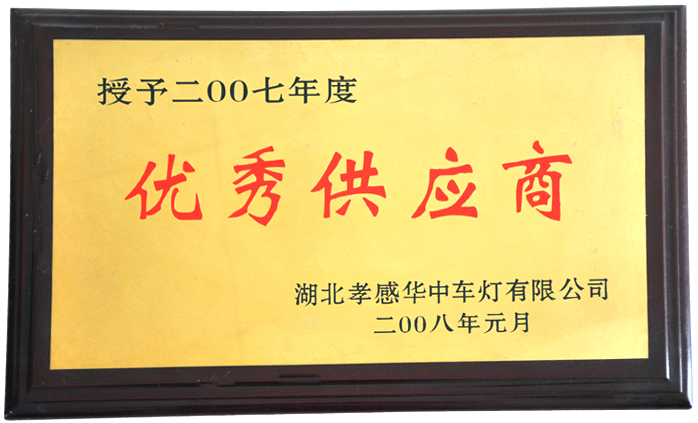 授予二00七年度
优秀供应商
湖北孝感华中车灯有限公司
二00八年元月